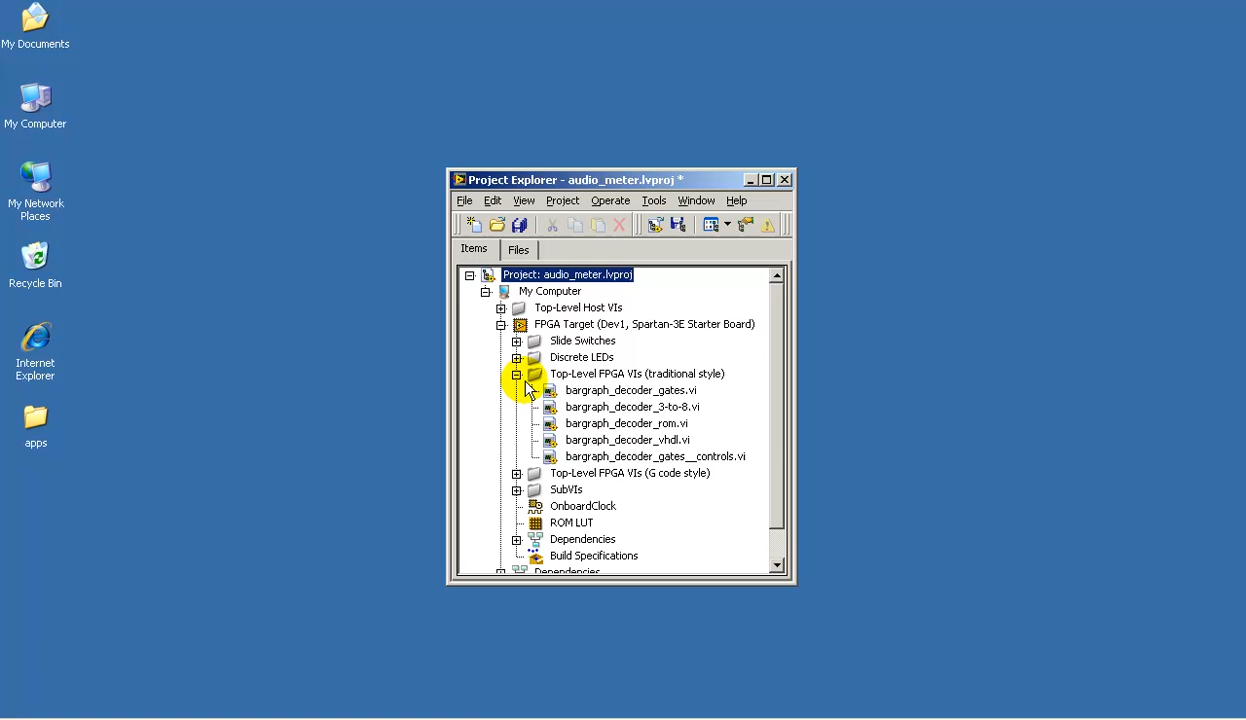 My Documents
My Computer
My Network
Places
Recycle Bin
Internet
Explorer
apps
Project Explorer - audio_meter.lvproj *
File Edit View Project Operate Tools Window Help
Items Files
Project: audio_meter.lvproj
My Computer
Top-Level Host VIs
FPGA Target (Dev1, Spartan-3E Starter Board)
Slide Switches
Discrete LEDs
Top-Level FPGA VIs (traditional style)
bargraph_decoder_gates.vi
bargraph_decoder_3-to-8.vi
bargraph_decoder_rom.vi
bargraph_decoder_vhdl.vi
bargraph_decoder_gates__controls.vi
Top-Level FPGA VIs (G code style)
SubVIs
OnboardClock
ROM LUT
Dependencies
Build Specifications
Dependencies